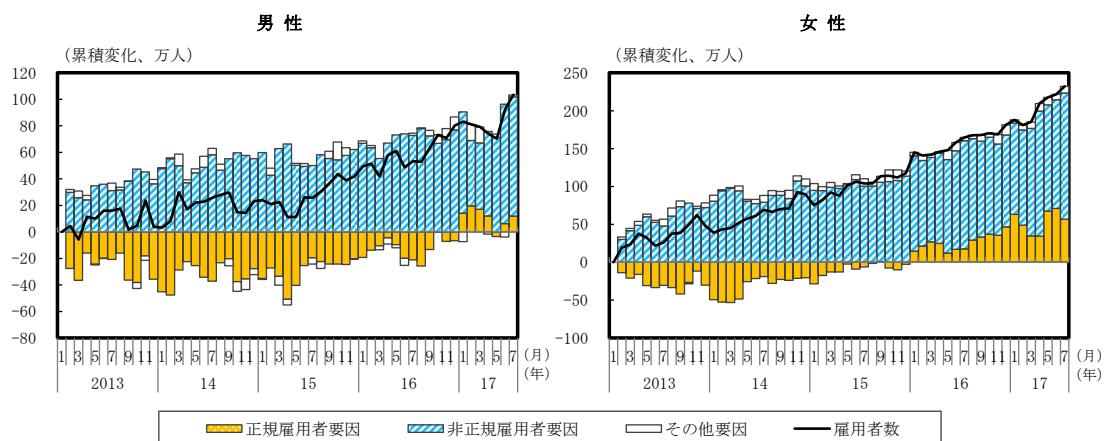 男 性
（累積変化、万人）
120
100
80
60
40
20
0
−20
−40
−60
−80
1 3 5 7 9 11 1 3 5 7 9 11 1 3 5 7 9 11 1 3 5 7 9 11 1 3 5 7 （月）
2013 14 15 16 17 （年）
女 性
（累積変化、万人）
250
200
150
100
50
0
−50
−100
1 3 5 7 9 11 1 3 5 7 9 11 1 3 5 7 9 11 1 3 5 7 9 11 1 3 5 7 （月）
2013 14 15 16 17 （年）
正規雇用者要因 非正規雇用者要因 その他要因 雇用者数